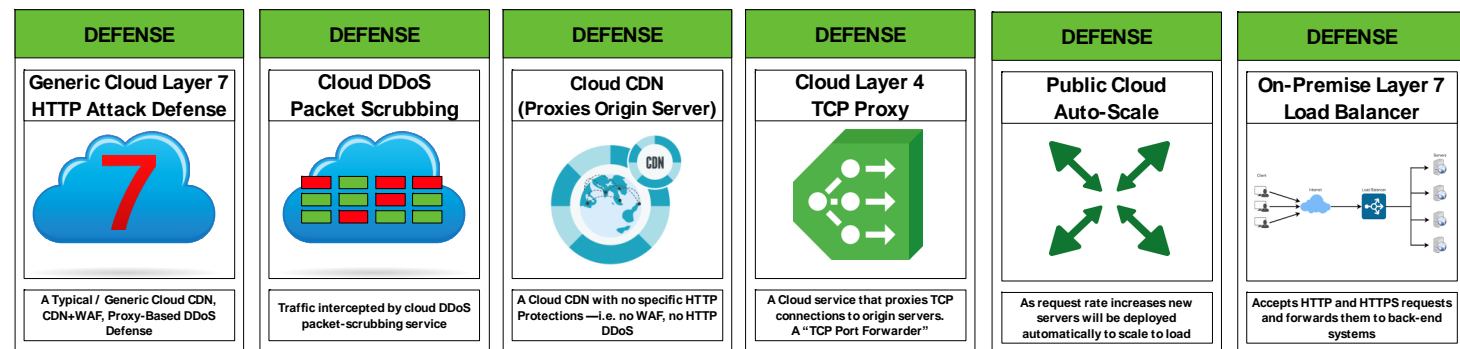 DEFENSE
Generic Cloud Layer 7
HTTP Attack Defense
7
A Typical / Generic Cloud CDN,
CDN+WAF, Proxy-Based DDoS
Defense
DEFENSE
Cloud DDoS
Packet Scrubbing
Traffic intercepted by cloud DDoS
packet-scrubbing service
DEFENSE
Cloud CDN
(Proxies Origin Server)
CDN
A Cloud CDN with no specific HTTP
Protections —i.e. no WAF, no HTTP
DDoS
DEFENSE
Cloud Layer 4
TCP Proxy
A Cloud service that proxies TCP
connections to origin servers.
A “TCP Port Forwarder”
DEFENSE
Public Cloud
Auto-Scale
As request rate increases new
servers will be deployed
automatically to scale to load
DEFENSE
On-Premise Layer 7
Load Balancer
Servers
Client
Internet
Load Balancer
Accepts HTTP and HTTPS requests
and forwards them to back-end
systems